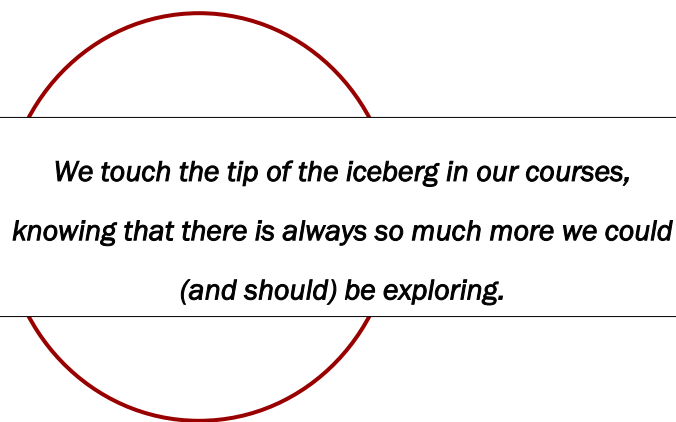 We touch the tip of the iceberg in our courses,
knowing that there is always so much more we could
(and should) be exploring.